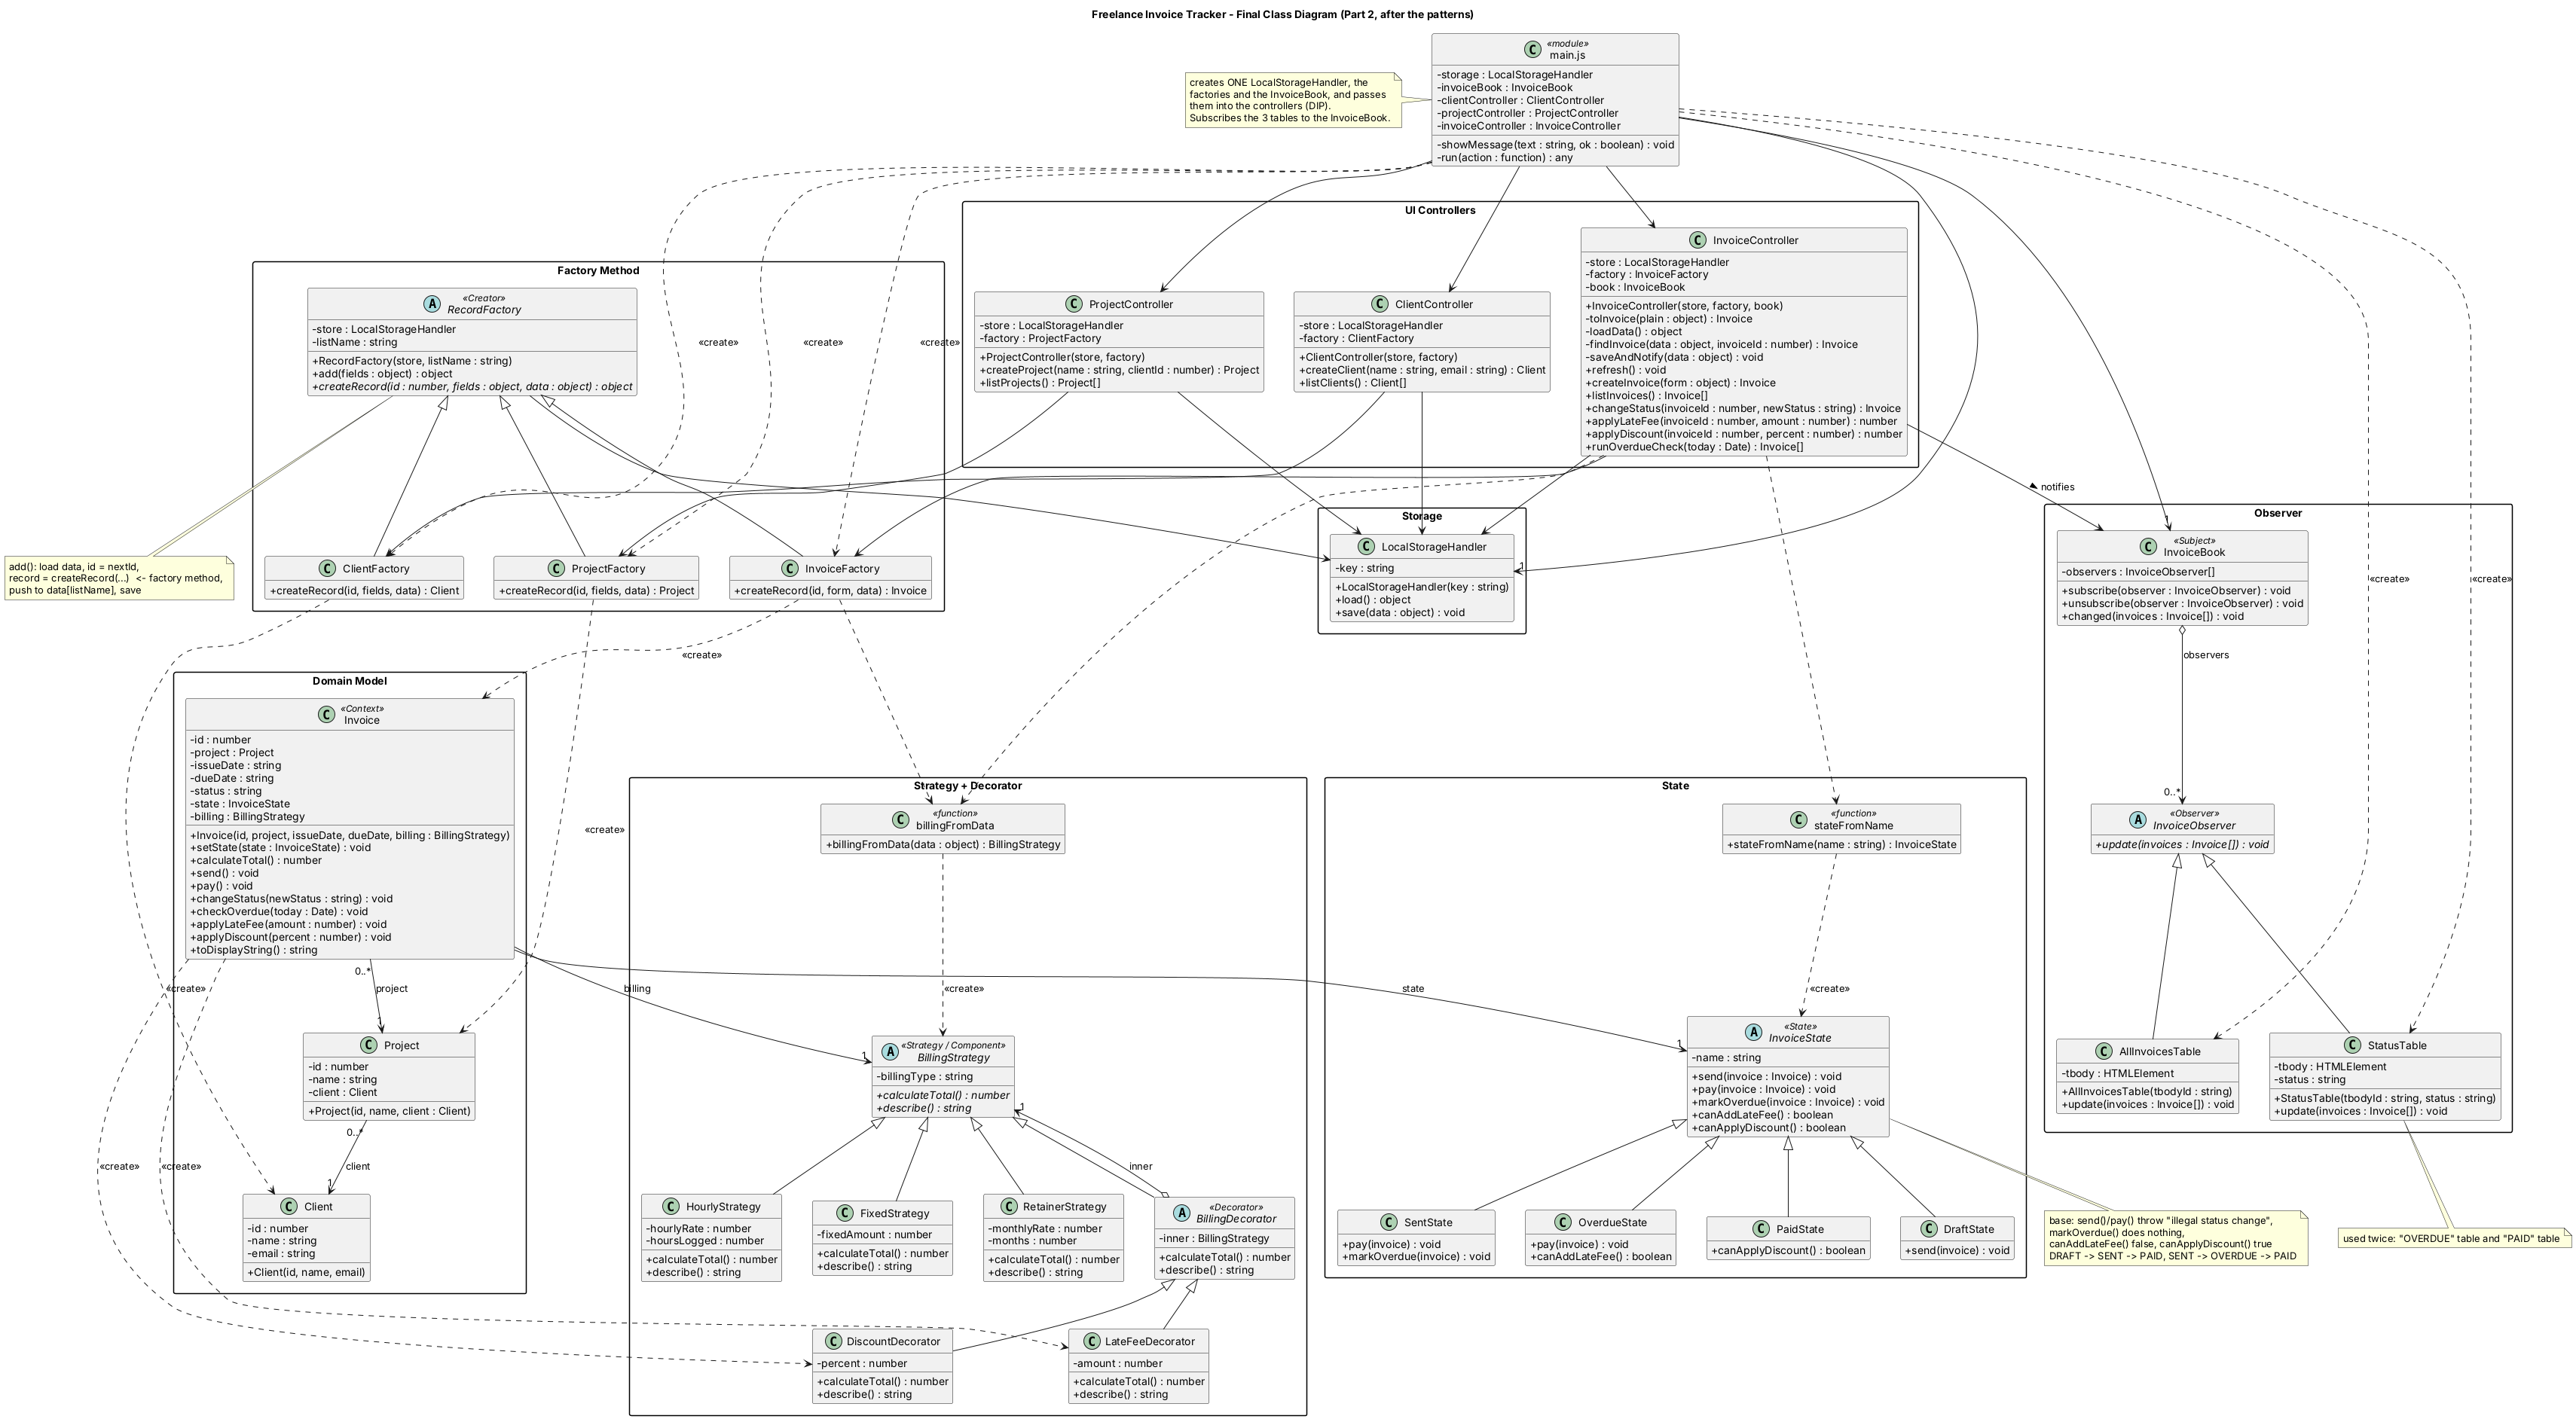 Freelance Invoice Tracker - Final Class Diagram (Part 2, after the patterns)
creates ONE LocalStorageHandler, the
factories and the InvoiceBook, and passes
them into the controllers (DIP).
Subscribes the 3 tables to the InvoiceBook.
C «module»
main.js
-storage : LocalStorageHandler
-invoiceBook : InvoiceBook
-clientController : ClientController
-projectController : ProjectController
-invoiceController : InvoiceController
-showMessage(text : string, ok : boolean) : void
-run(action : function) : any
UI Controllers
C InvoiceController
-store : LocalStorageHandler
-factory : InvoiceFactory
-book : InvoiceBook
+InvoiceController(store, factory, book)
-toInvoice(plain : object) : Invoice
-loadData() : object
-findInvoice(data : object, invoiceId : number) : Invoice
-saveAndNotify(data : object) : void
+refresh() : void
+createInvoice(form : object) : Invoice
+listInvoices() : Invoice[]
+changeStatus(invoiceId : number, newStatus : string) : Invoice
+applyLateFee(invoiceId : number, amount : number) : number
+applyDiscount(invoiceId : number, percent : number) : number
+runOverdueCheck(today : Date) : Invoice[]
C ProjectController
-store : LocalStorageHandler
-factory : ProjectFactory
+ProjectController(store, factory)
+createProject(name : string, clientId : number) : Project
+listProjects() : Project[]
C ClientController
-store : LocalStorageHandler
-factory : ClientFactory
+ClientController(store, factory)
+createClient(name : string, email : string) : Client
+listClients() : Client[]
Factory Method
A «Creator»
RecordFactory
-store : LocalStorageHandler
-listName : string
+RecordFactory(store, listName : string)
+add(fields : object) : object
+createRecord(id : number, fields : object, data : object) : object
«create»
«create»
«create»
add(): load data, id = nextId,
record = createRecord(...)  <- factory method,
push to data[listName], save
C ClientFactory
+createRecord(id, fields, data) : Client
C ProjectFactory
+createRecord(id, fields, data) : Project
C InvoiceFactory
+createRecord(id, form, data) : Invoice
Storage
C LocalStorageHandler
-key : string
+LocalStorageHandler(key : string)
+load() : object
+save(data : object) : void
1
notifies
1
Observer
C «Subject»
InvoiceBook
-observers : InvoiceObserver[]
+subscribe(observer : InvoiceObserver) : void
+unsubscribe(observer : InvoiceObserver) : void
+changed(invoices : Invoice[]) : void
observers
0..*
«create»
«create»
A «Observer»
InvoiceObserver
+update(invoices : Invoice[]) : void
C AllInvoicesTable
-tbody : HTMLElement
+AllInvoicesTable(tbodyId : string)
+update(invoices : Invoice[]) : void
C StatusTable
-tbody : HTMLElement
-status : string
+StatusTable(tbodyId : string, status : string)
+update(invoices : Invoice[]) : void
used twice: "OVERDUE" table and "PAID" table
Domain Model
«create»
C «Context»
Invoice
-id : number
-project : Project
-issueDate : string
-dueDate : string
-status : string
-state : InvoiceState
-billing : BillingStrategy
+Invoice(id, project, issueDate, dueDate, billing : BillingStrategy)
+setState(state : InvoiceState) : void
+calculateTotal() : number
+send() : void
+pay() : void
+changeStatus(newStatus : string) : void
+checkOverdue(today : Date) : void
+applyLateFee(amount : number) : void
+applyDiscount(percent : number) : void
+toDisplayString() : string
«create»
«create»
0..*
project
1
C Project
-id : number
-name : string
-client : Client
+Project(id, name, client : Client)
0..*
client
1
C Client
-id : number
-name : string
-email : string
+Client(id, name, email)
«create»
«create»
Strategy + Decorator
C «function»
billingFromData
+billingFromData(data : object) : BillingStrategy
«create»
billing
1
A «Strategy / Component»
BillingStrategy
-billingType : string
+calculateTotal() : number
+describe() : string
1
inner
C HourlyStrategy
-hourlyRate : number
-hoursLogged : number
+calculateTotal() : number
+describe() : string
C FixedStrategy
-fixedAmount : number
+calculateTotal() : number
+describe() : string
C RetainerStrategy
-monthlyRate : number
-months : number
+calculateTotal() : number
+describe() : string
A «Decorator»
BillingDecorator
-inner : BillingStrategy
+calculateTotal() : number
+describe() : string
C DiscountDecorator
-percent : number
+calculateTotal() : number
+describe() : string
C LateFeeDecorator
-amount : number
+calculateTotal() : number
+describe() : string
State
C «function»
stateFromName
+stateFromName(name : string) : InvoiceState
«create»
state
1
A «State»
InvoiceState
-name : string
+send(invoice : Invoice) : void
+pay(invoice : Invoice) : void
+markOverdue(invoice : Invoice) : void
+canAddLateFee() : boolean
+canApplyDiscount() : boolean
C SentState
+pay(invoice) : void
+markOverdue(invoice) : void
C OverdueState
+pay(invoice) : void
+canAddLateFee() : boolean
C PaidState
+canApplyDiscount() : boolean
C DraftState
+send(invoice) : void
base: send()/pay() throw "illegal status change",
markOverdue() does nothing,
canAddLateFee() false, canApplyDiscount() true
DRAFT -> SENT -> PAID, SENT -> OVERDUE -> PAID